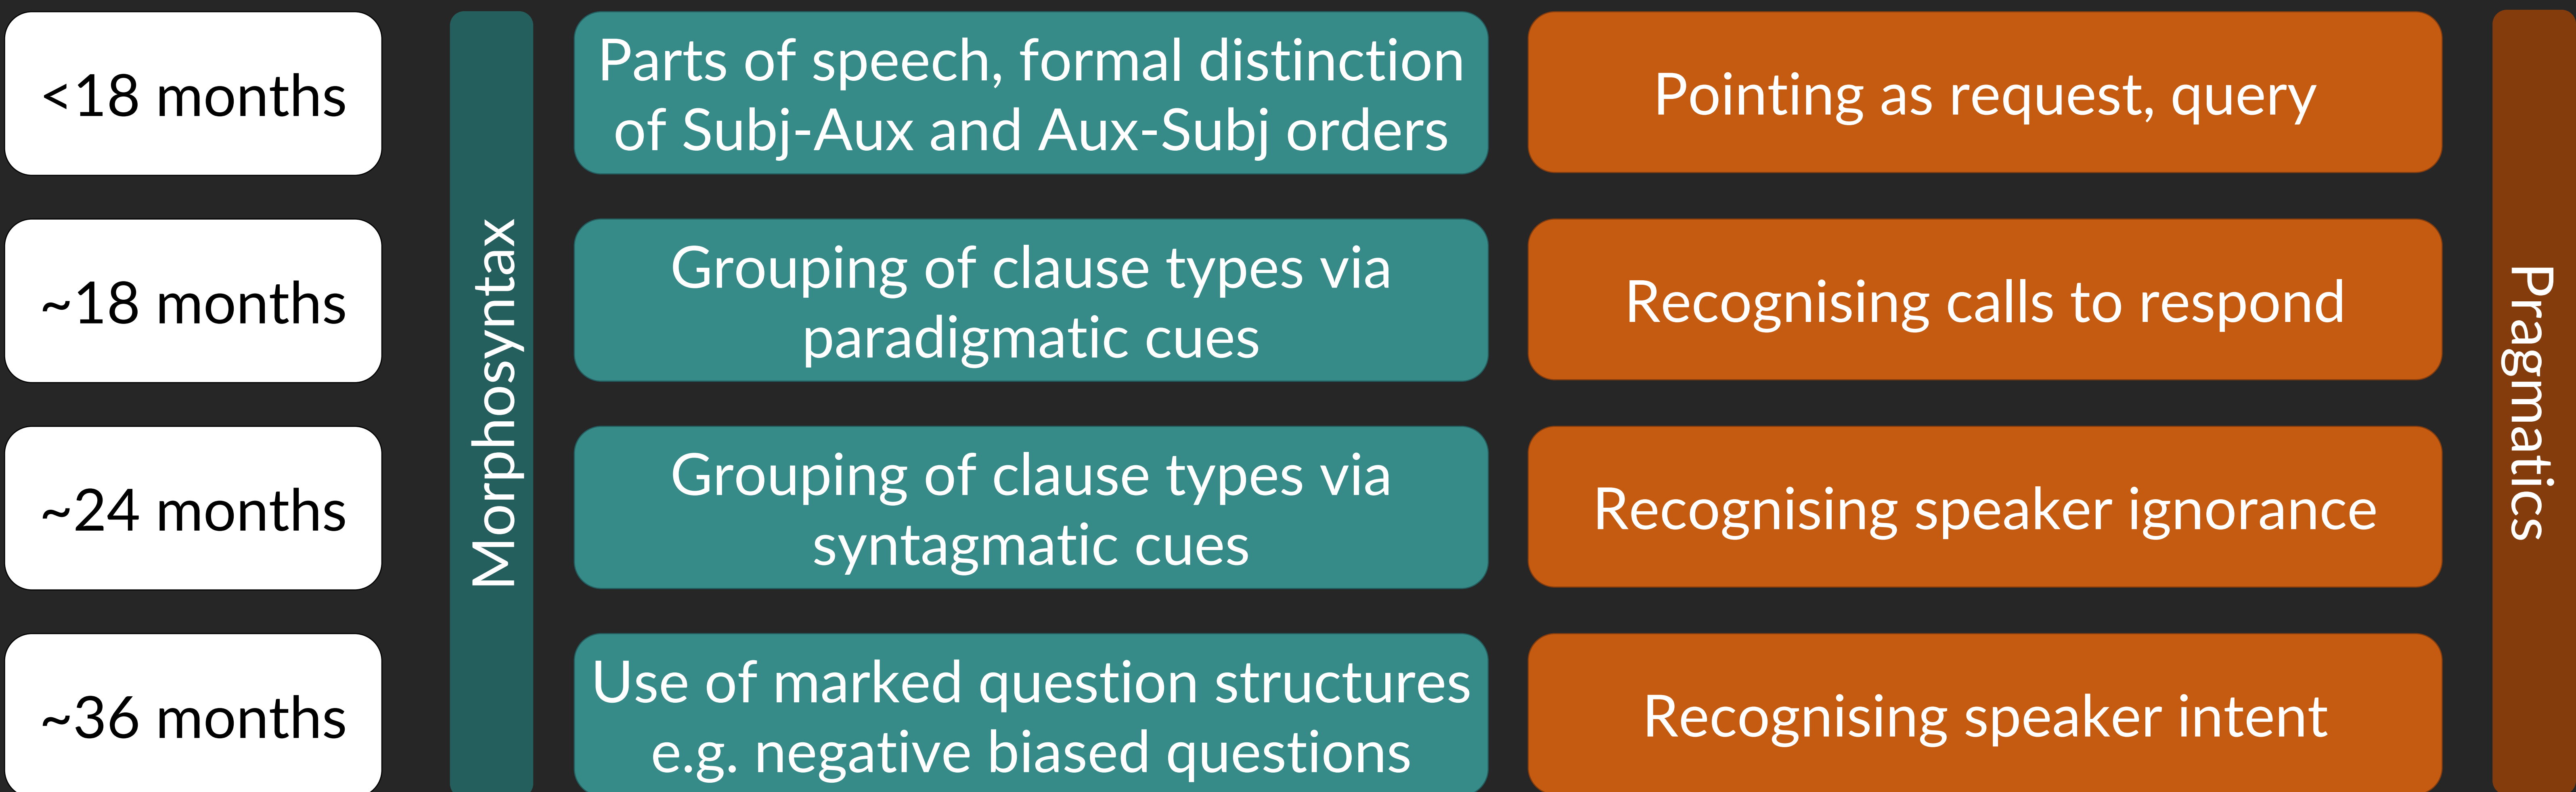 <18 months
Morphosyntax
Parts of speech, formal distinction
of Subj-Aux and Aux-Subj orders
Pointing as request, query
Pragmatics
~18 months
Grouping of clause types via
paradigmatic cues
Recognising calls to respond
~24 months
Grouping of clause types via
syntagmatic cues
Recognising speaker ignorance
~36 months
Use of marked question structures
e.g. negative biased questions
Recognising speaker intent